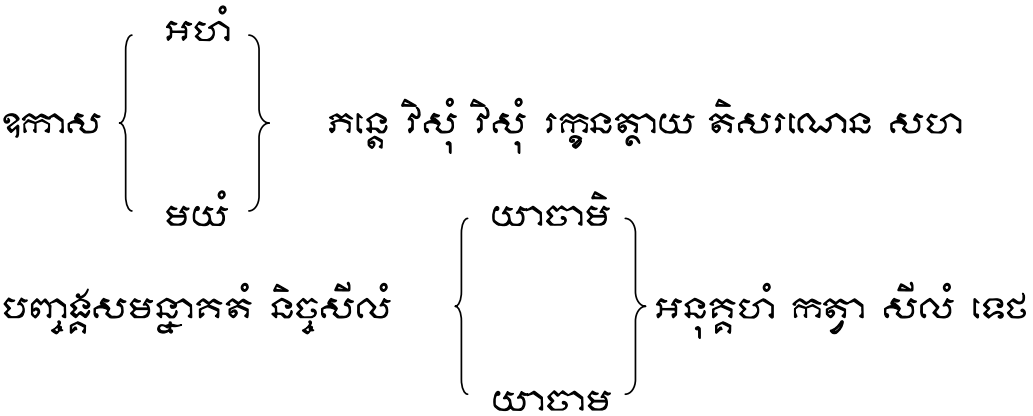 អហំ
ឱកាស ភន្តេ វិសុំ វិសុំ រក្ខនត្ថាយ តិសរណេន សហ
មយំ
យាចាមិ
បញ្ចង្គសមន្នាគតំ និច្ចសីលំ អនុគ្គហំ កត្វា សីលំ ទេថ
យាចាម